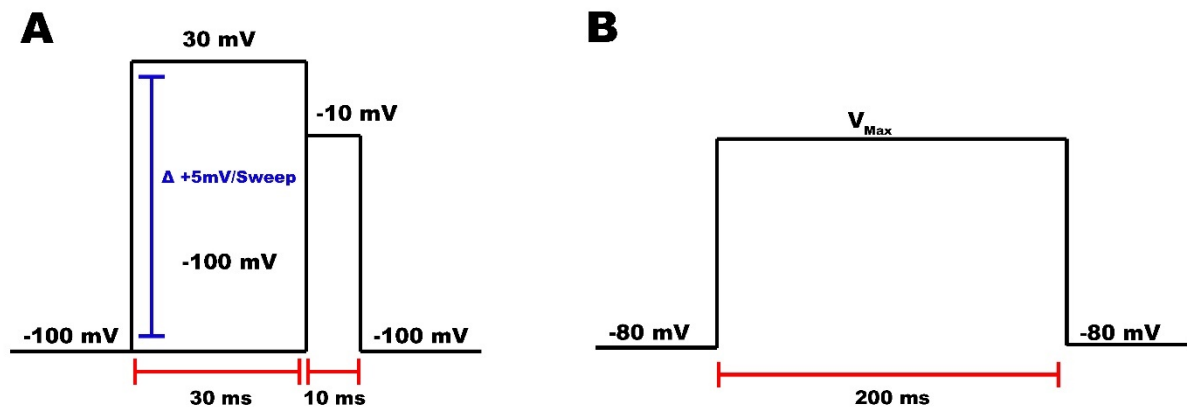 A
30 mV
-10 mV
Δ +5mV/Sweep
-100 mV
-100 mV
-100 mV
30 ms
10 ms
B
VMax
-80 mV
-80 mV
200 ms